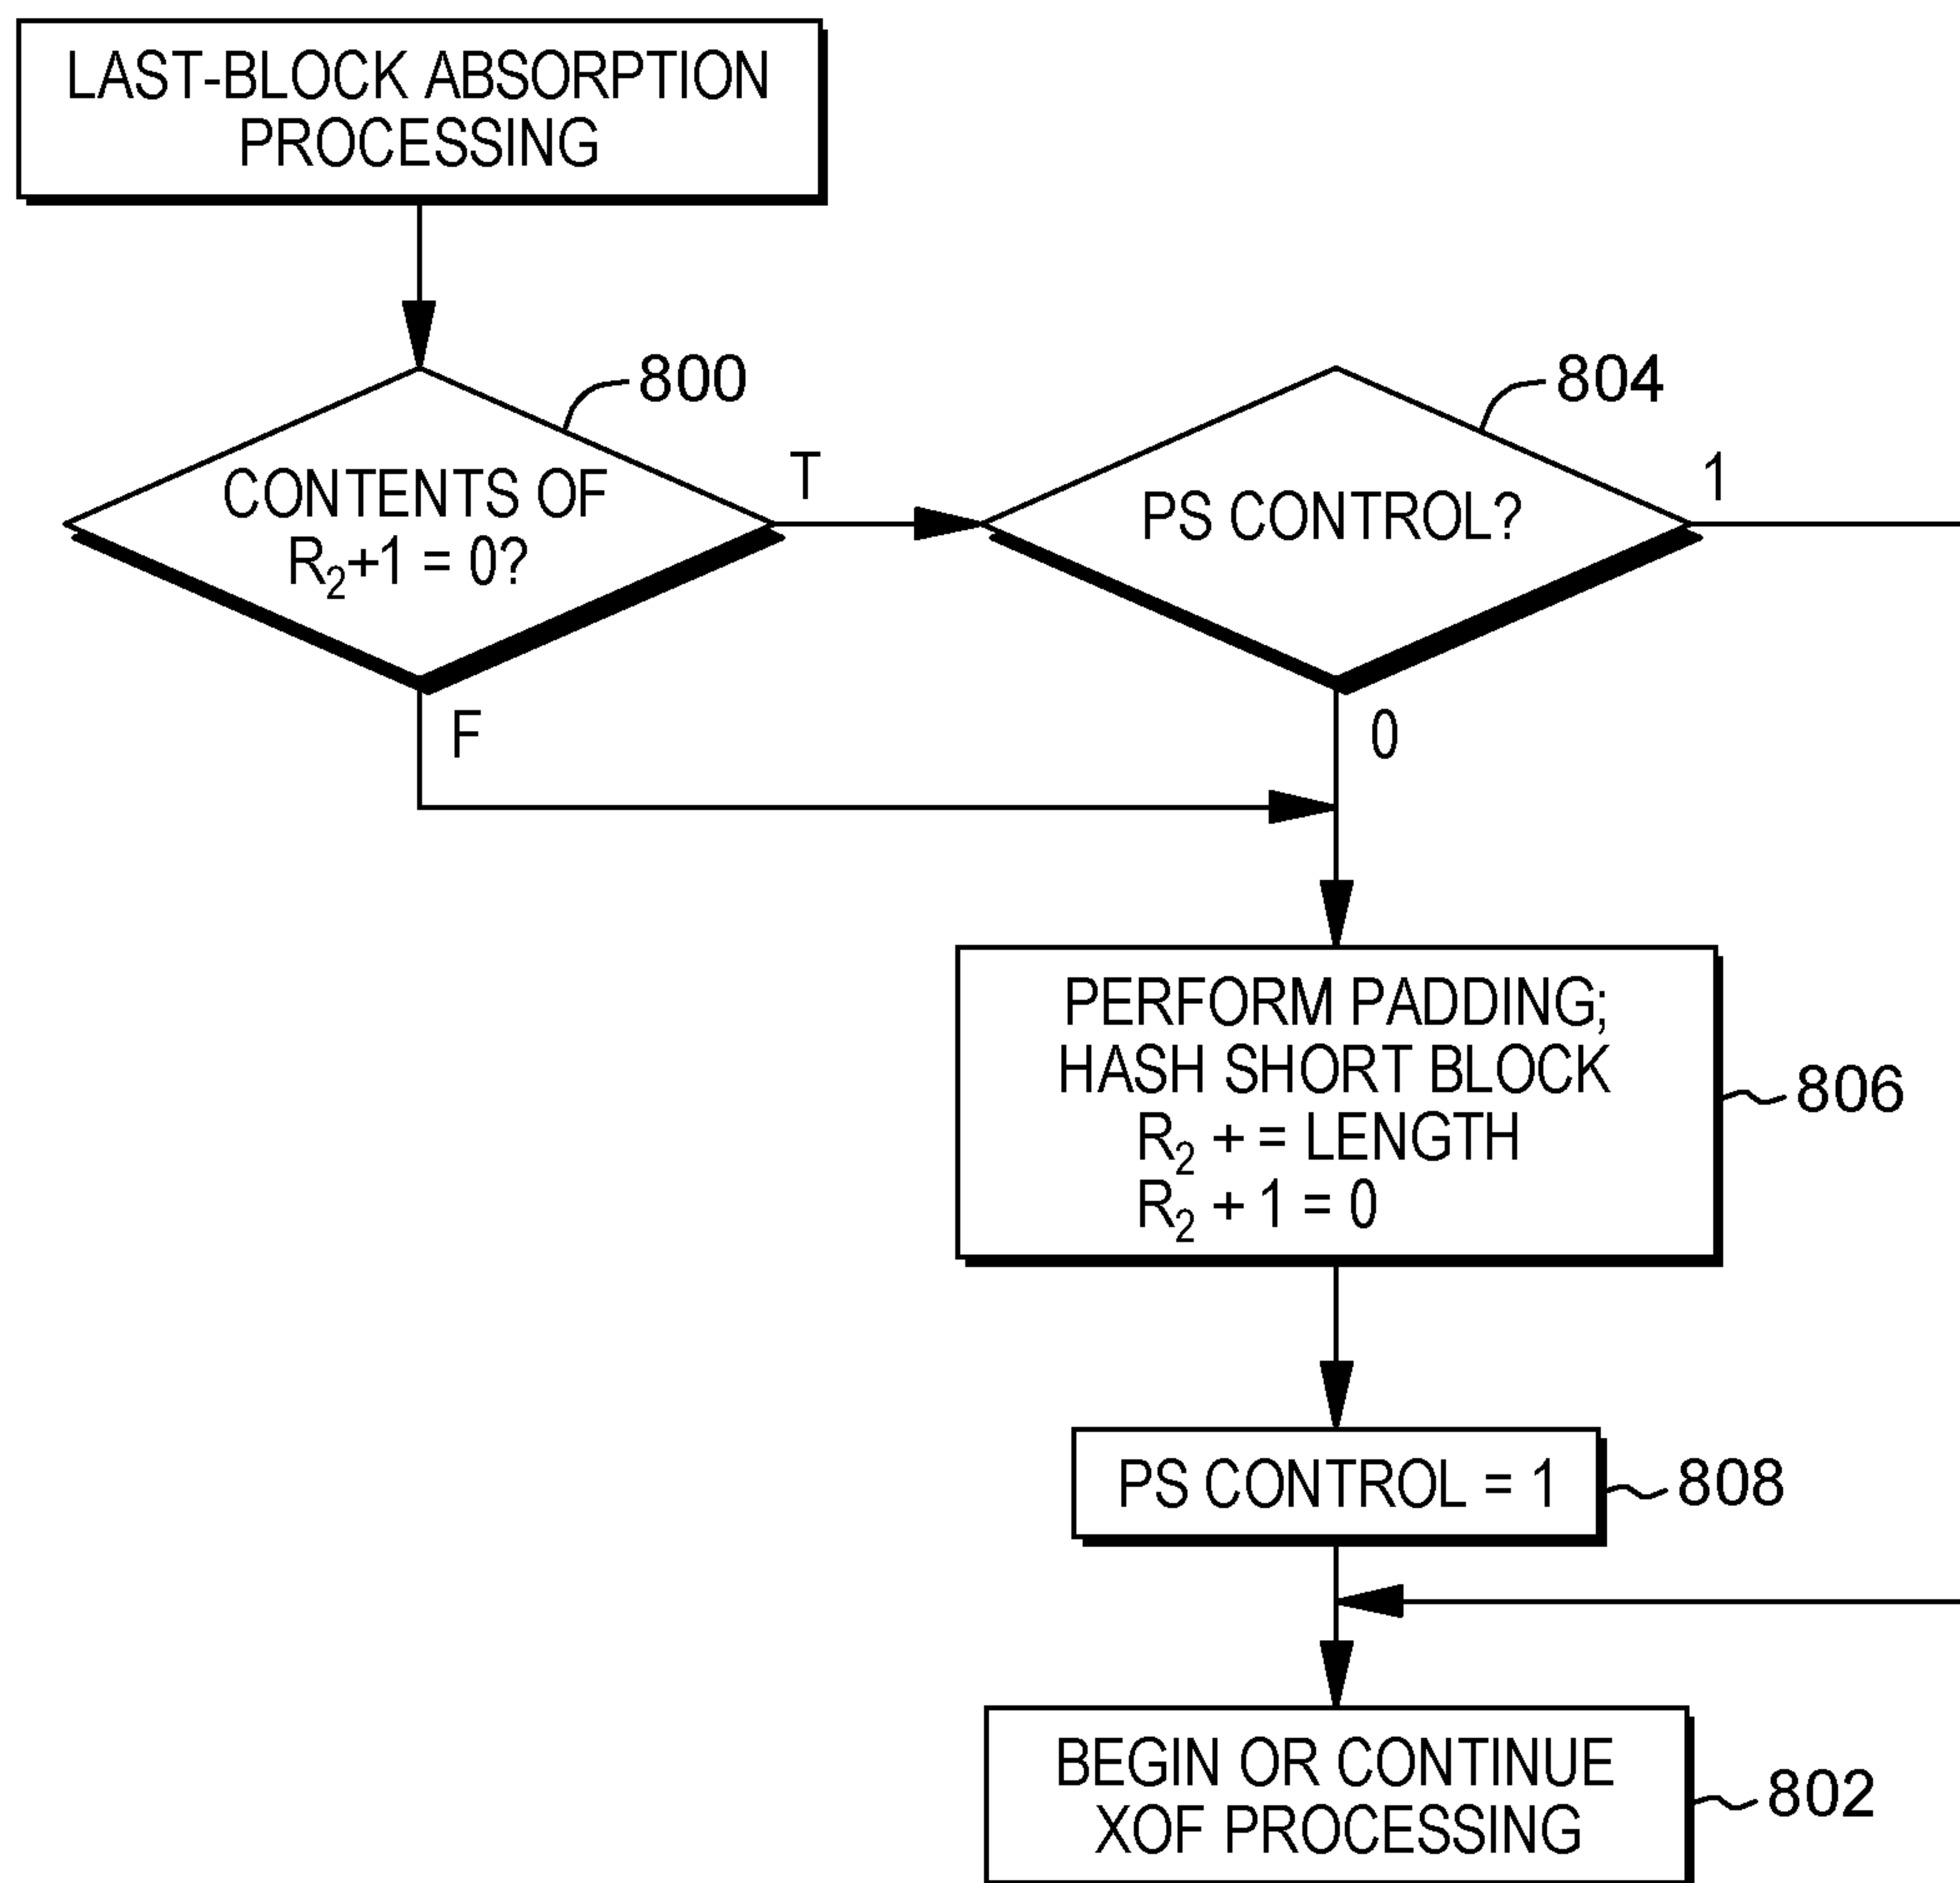 LAST-BLOCK ABSORPTION
PROCESSING
800
CONTENTS OF
R₂+1 = 0?
T
F
804
PS CONTROL?
1
0
PERFORM PADDING;
HASH SHORT BLOCK
R₂ + = LENGTH
R₂ + 1 = 0
806
PS CONTROL = 1
808
BEGIN OR CONTINUE
XOF PROCESSING
802